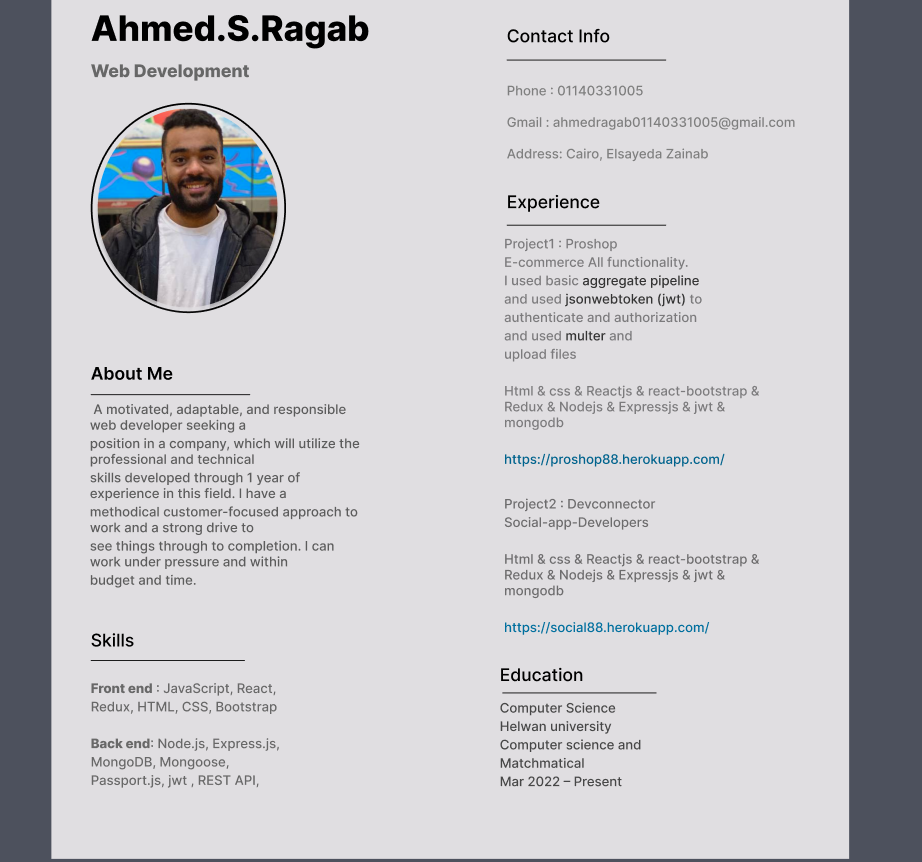 Ahmed.S.Ragab
Web Development
About Me
A motivated, adaptable, and responsible
web developer seeking a
position in a company, which will utilize the
professional and technical
skills developed through 1 year of
experience in this field. I have a
methodical customer-focused approach to
work and a strong drive to
see things through to completion. I can
work under pressure and within
budget and time.
Skills
Front end : JavaScript, React,
Redux, HTML, CSS, Bootstrap
Back end: Node.js, Express.js,
MongoDB, Mongoose,
Passport.js, jwt , REST API,
Contact Info
Phone : 01140331005
Gmail : ahmedragab01140331005@gmail.com
Address: Cairo, Elsayeda Zainab
Experience
Project1 : Proshop
E-commerce All functionality.
I used basic aggregate pipeline
and used jsonwebtoken (jwt) to
authenticate and authorization
and used multer and
upload files
Html & css & Reactjs & react-bootstrap &
Redux & Nodejs & Expressjs & jwt &
mongodb
https://proshop88.herokuapp.com/
Project2 : Devconnector
Social-app-Developers
Html & css & Reactjs & react-bootstrap &
Redux & Nodejs & Expressjs & jwt &
mongodb
https://social88.herokuapp.com/
Education
Computer Science
Helwan university
Computer science and
Matchmatical
Mar 2022 – Present